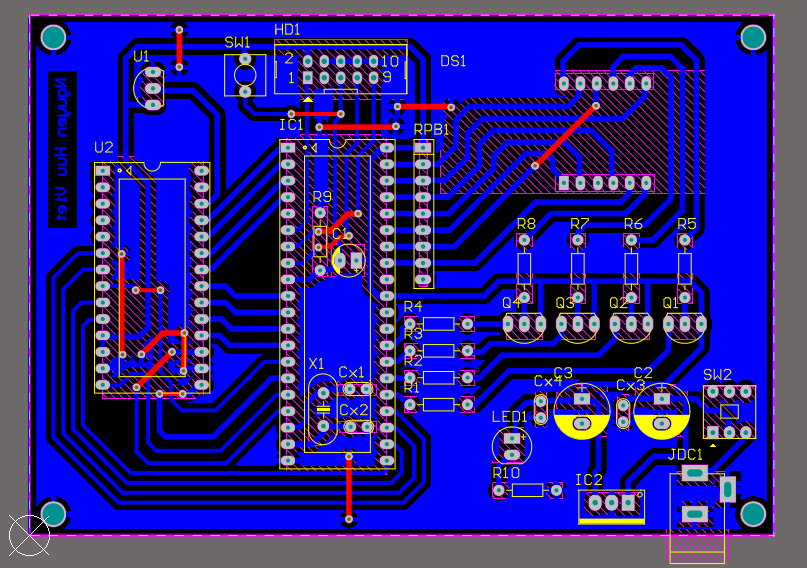 HD1
SW1
DS1
U1
2 10
1 9
IC1
RPB1
U2
Nguyen Huu Viet
R9
C1
R8 R7 R6 R5
R4
Q4 Q3 Q2 Q1
R3
R2
X1
Cx1
R1
Cx4 C3 Cx3 C2 SW2
Cx2
LED1
JDC1
R10
IC2